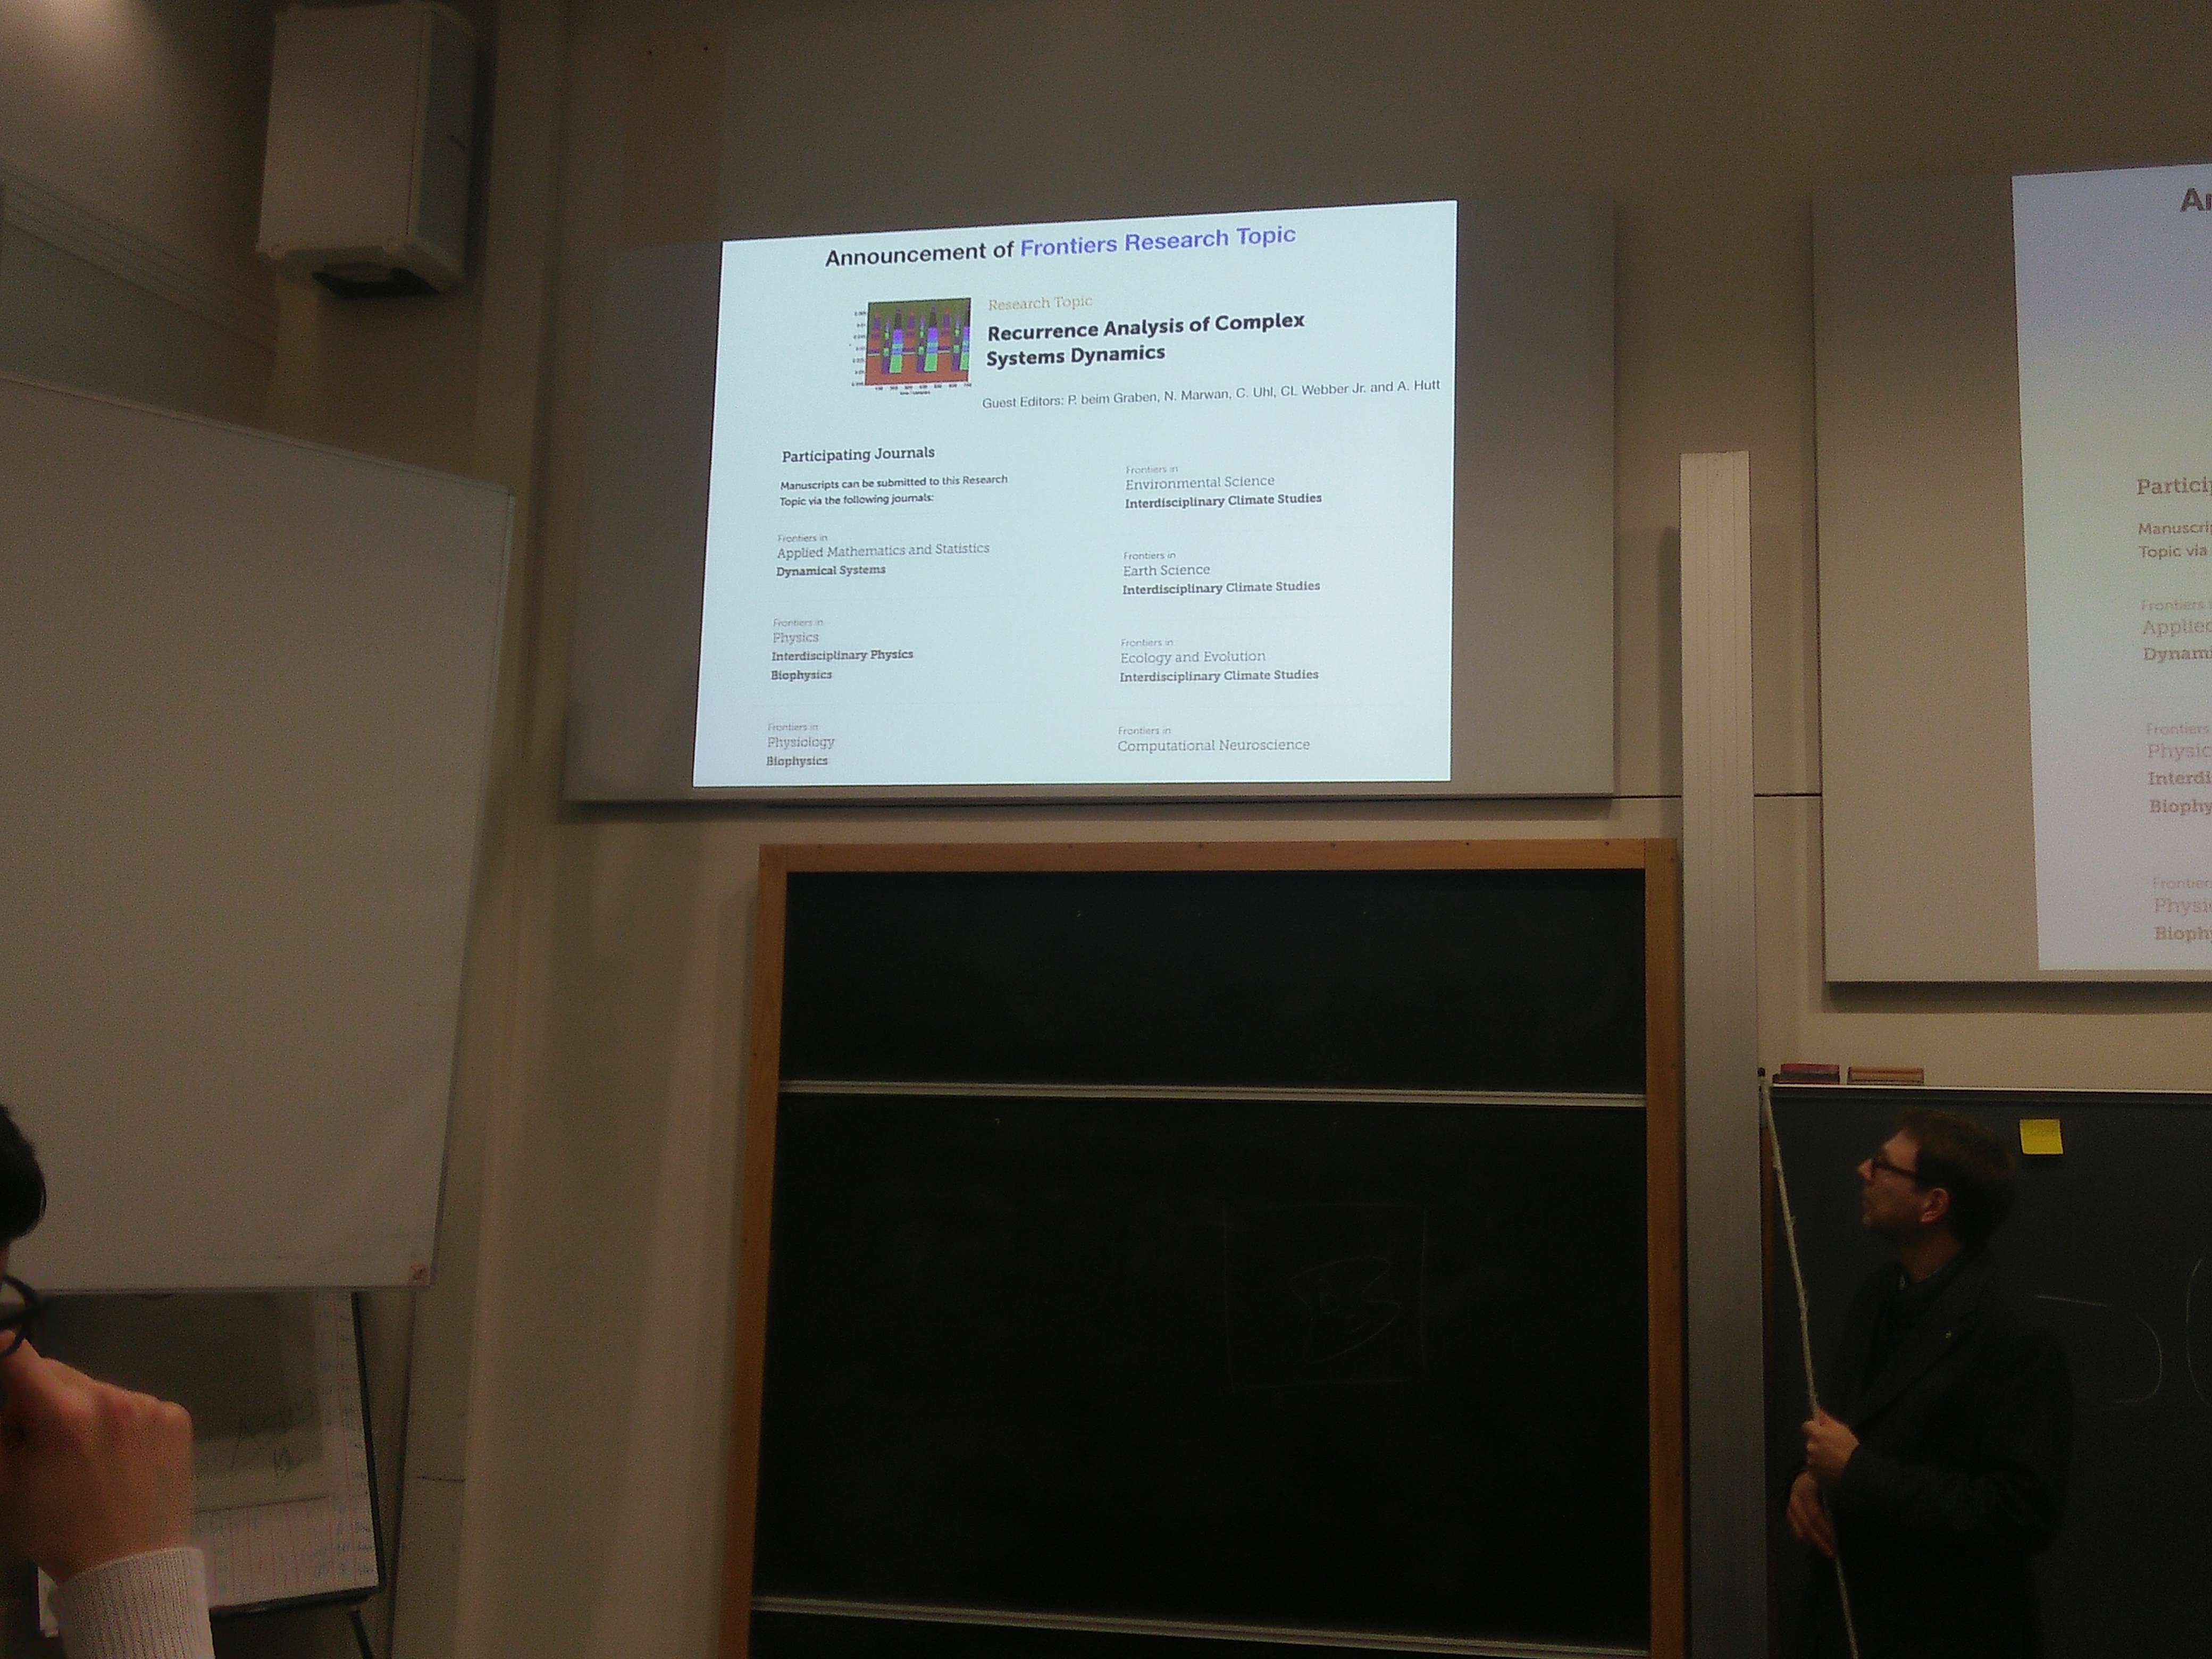 Announcement of Frontiers Research Topic
Research Topic
Recurrence Analysis of Complex
Systems Dynamics
Guest Editors: P. beim Graben, N. Marwan, C. Uhl, CL Webber Jr. and A. Hutt
Participating Journals
Manuscripts can be submitted to this Research
Topic via the following journals:
Frontiers in
Applied Mathematics and Statistics
Dynamical Systems
Frontiers in
Physics
Interdisciplinary Physics
Biophysics
Frontiers in
Physiology
Biophysics
Frontiers in
Environmental Science
Interdisciplinary Climate Studies
Frontiers in
Earth Science
Interdisciplinary Climate Studies
Frontiers in
Ecology and Evolution
Interdisciplinary Climate Studies
Frontiers in
Computational Neuroscience
An
Particip
Manuscrip
Topic via
Frontiers i
Applied
Dynami
Frontiers
Physic
Interdi
Biophy
Frontier
Physi
Bioph